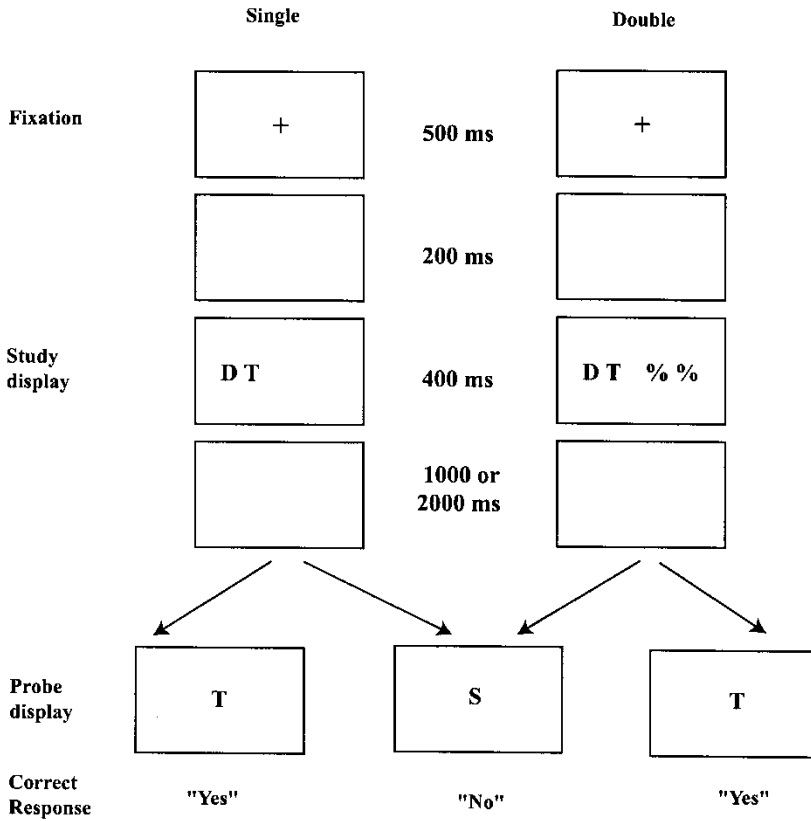 Single Double
Fixation + 500 ms +
200 ms
Study
display
D T 400 ms D T % %
1000 or
2000 ms
Probe
display
T S T
Correct
Response
"Yes" "No" "Yes"